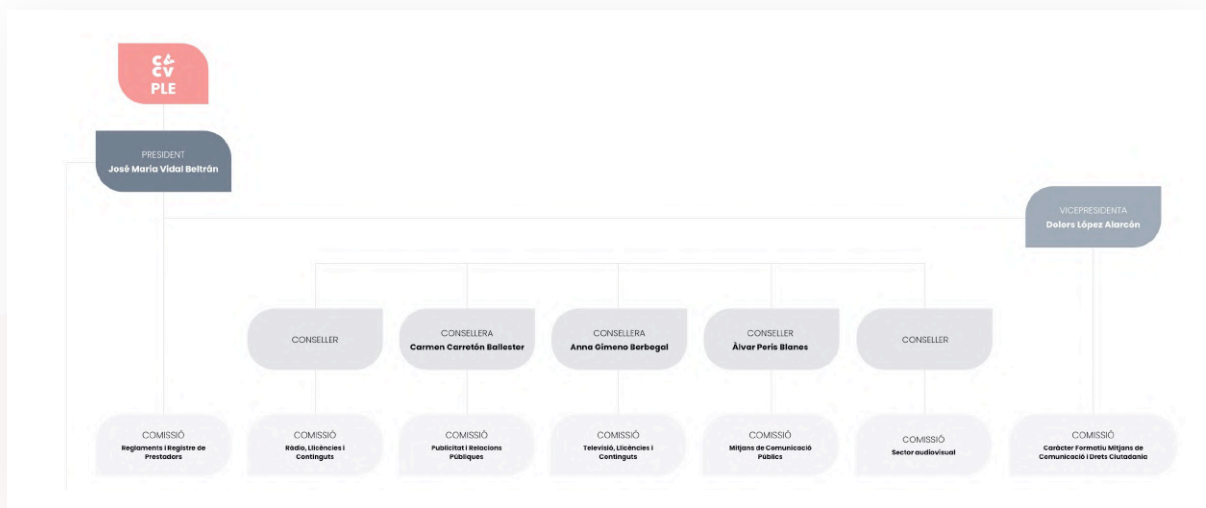 CACV
PLE
PRESIDENT
José María Vidal Beltrán
VICEPRESIDENTA
Dolors López Alarcón
CONSELLER
CONSELLERA
Carmen Carretón Ballester
CONSELLERA
Anna Gimeno Berbegal
CONSELLER
Àlvar Peris Blanes
CONSELLER
COMISSIÓ
Reglaments i Registre de
Prestadors
COMISSIÓ
Ràdio, Llicències i
Continguts
COMISSIÓ
Publicitat i Relacions
Públiques
COMISSIÓ
Televisió, Llicències i
Continguts
COMISSIÓ
Mitjans de Comunicació
Públics
COMISSIÓ
Sector audiovisual
COMISSIÓ
Caràcter Formatiu Mitjans de
Comunicació i Drets Ciutadania